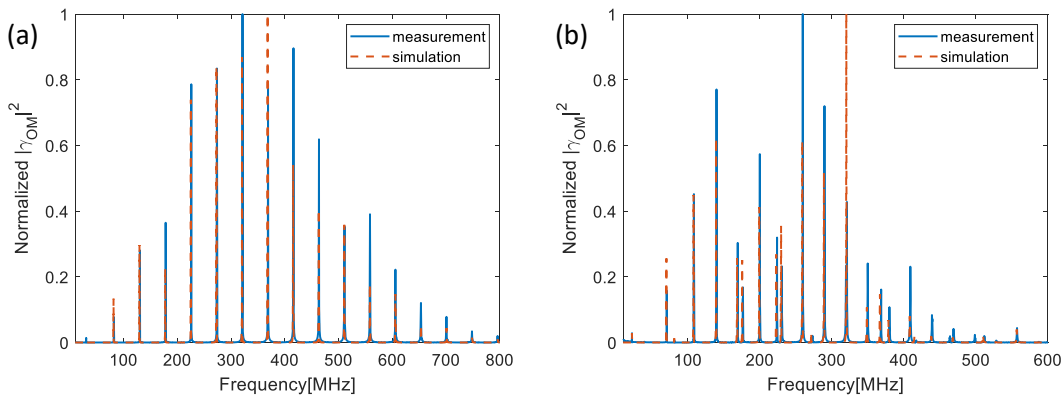 (a)
Normalized |γOM|²
1
0.8
0.6
0.4
0.2
0
measurement
simulation
100 200 300 400 500 600 700 800
Frequency[MHz]
(b)
Normalized |γOM|²
1
0.8
0.6
0.4
0.2
0
measurement
simulation
100 200 300 400 500 600
Frequency[MHz]